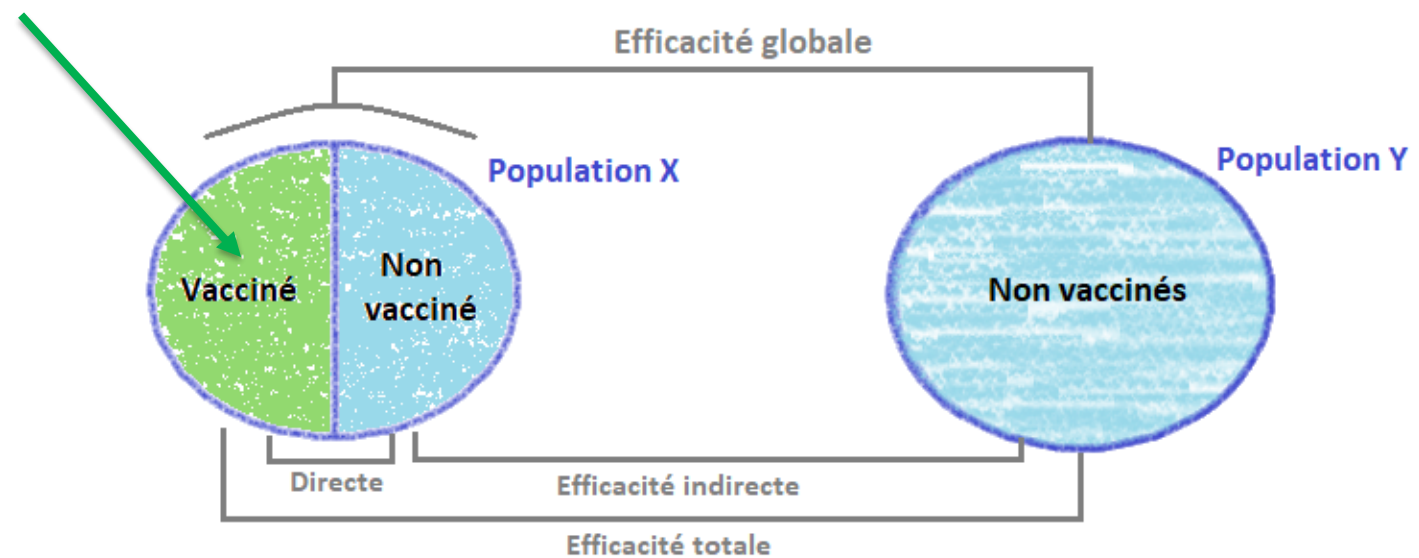 Efficacité globale
Population X
Population Y
Vacciné
Non
vacciné
Non vaccinés
Directe
Efficacité indirecte
Efficacité totale